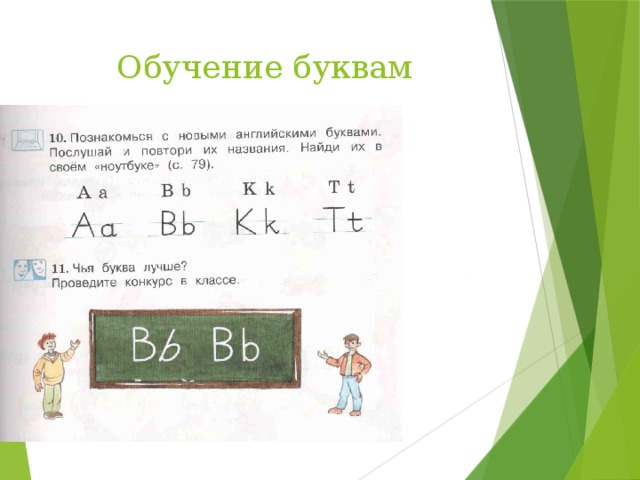 Обучение буквам
10. Познакомься с новыми английскими буквами.
Послушай и повтори их названия. Найди их в
своём «ноутбуке» (с. 79).
A a B b K k T t
Aa Bb Kk Tt
11. Чья буква лучше?
Проведите конкурс в классе.
Bb Bb